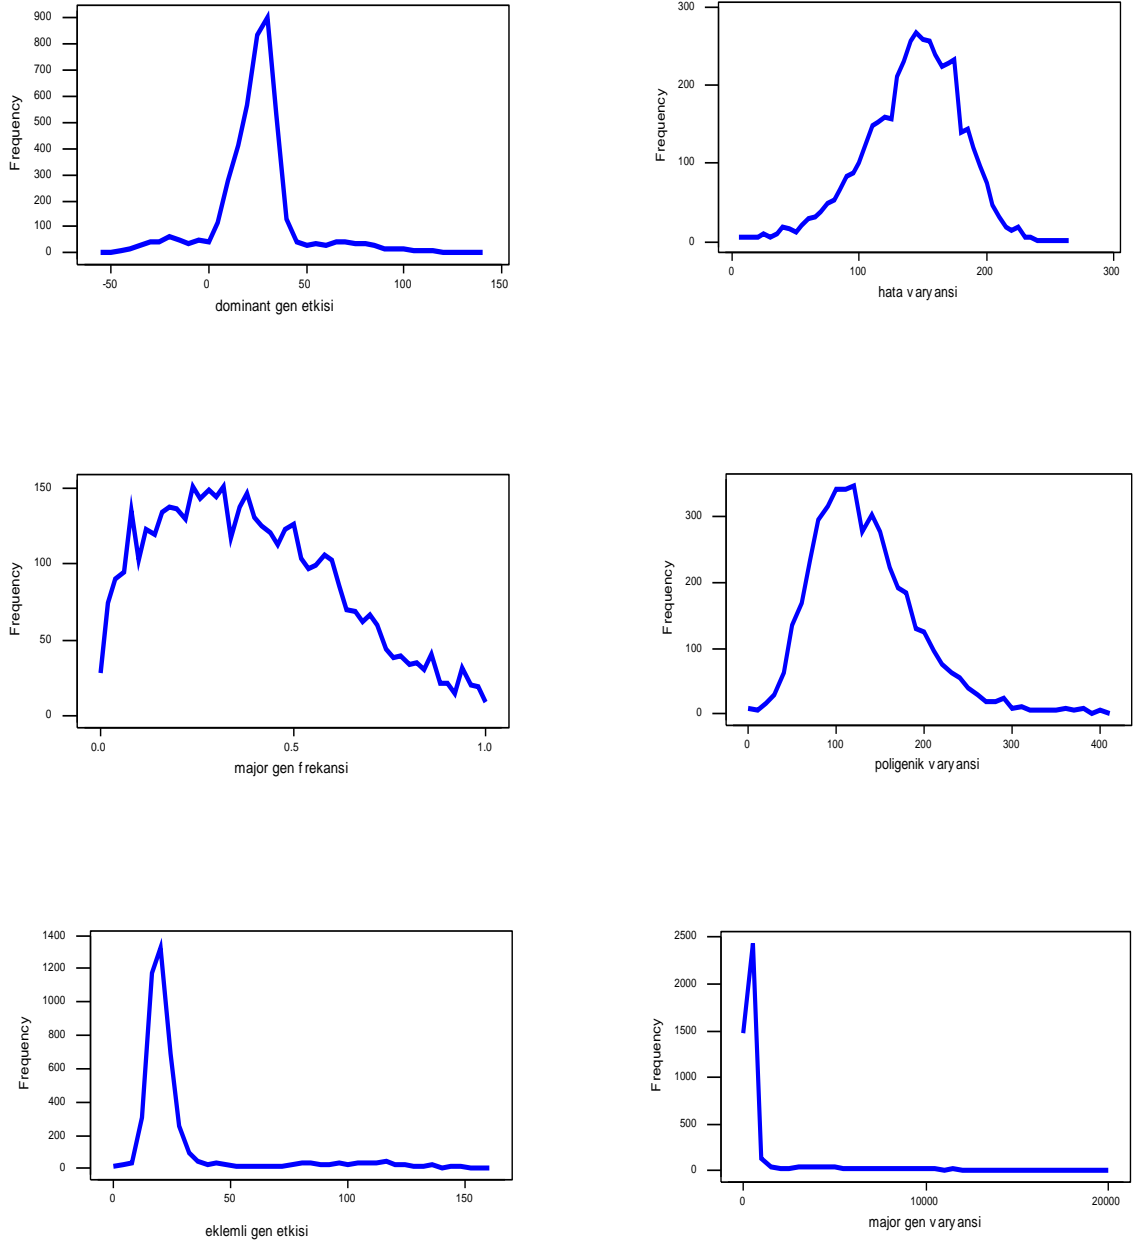 900
800
700
600
500
400
300
200
100
0
Frequency
-50 0 50 100 150
dominant gen etkisi
300
200
100
0
Frequency
0 100 200 300
hata varyansi
150
100
50
0
Frequency
0.0 0.5 1.0
major gen frekansi
300
200
100
0
Frequency
0 100 200 300 400
poligenik varyansi
1400
1200
1000
800
600
400
200
0
Frequency
0 50 100 150
eklemli gen etkisi
2500
2000
1500
1000
500
0
Frequency
0 10000 20000
major gen varyansi